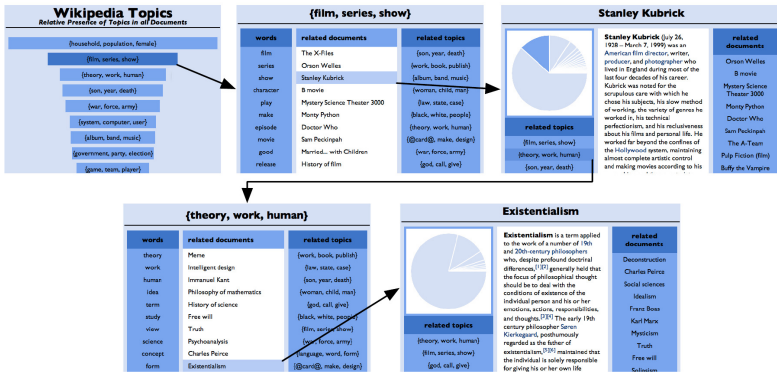 Wikipedia Topics
Relative Presence of Topics in all Documents
{household, population, female}
{film, series, show}
{theory, work, human}
{son, year, death}
{war, force, army}
{system, computer, user}
{album, band, music}
{government, party, election}
{game, team, player}
{film, series, show}
words
film
series
show
character
play
make
episode
movie
good
release
related documents
The X-Files
Orson Welles
Stanley Kubrick
B movie
Mystery Science Theater 3000
Monty Python
Doctor Who
Sam Peckinpah
Married... with Children
History of film
related topics
{son, year, death}
{work, book, publish}
{album, band, music}
{woman, child, man}
{law, state, case}
{black, white, people}
{theory, work, human}
{@card@, make, design}
{war, force, army}
{god, call, give}
Stanley Kubrick
related topics
{film, series, show}
{theory, work, human}
{son, year, death}
Stanley Kubrick (July 26,
1928 – March 7, 1999) was an
American film director, writer,
producer, and photographer who
lived in England during most of the
last four decades of his career.
Kubrick was noted for the
scrupulous care with which he
chose his subjects, his slow method
of working, the variety of genres he
worked in, his technical
perfectionism, and his reclusiveness
about his films and personal life. He
worked far beyond the confines of
the Hollywood system, maintaining
almost complete artistic control
and making movies according to his
related
documents
Orson Welles
B movie
Mystery Science
Theater 3000
Monty Python
Doctor Who
Sam Peckinpah
The A-Team
Pulp Fiction (film)
Buffy the Vampire
{theory, work, human}
words
theory
work
human
idea
term
study
view
science
concept
form
related documents
Meme
Intelligent design
Immanuel Kant
Philosophy of mathematics
History of science
Free will
Truth
Psychoanalysis
Charles Peirce
Existentialism
related topics
{work, book, publish}
{law, state, case}
{son, year, death}
{woman, child, man}
{god, call, give}
{black, white, people}
{film, series, show}
{war, force, army}
{language, word, form}
{@card@, make, design}
Existentialism
related topics
{theory, work, human}
{film, series, show}
{god, call, give}
Existentialism is a term applied
to the work of a number of 19th
and 20th-century philosophers
who, despite profound doctrinal
differences,[1][2] generally held that
the focus of philosophical thought
should be to deal with the
conditions of existence of the
individual person and his or her
emotions, actions, responsibilities,
and thoughts.[3][4] The early 19th
century philosopher Søren
Kierkegaard, posthumously
regarded as the father of
existentialism,[5][6] maintained that
the individual is solely responsible
for giving his or her own life
related
documents
Deconstruction
Charles Peirce
Social sciences
Idealism
Franz Boas
Karl Marx
Mysticism
Truth
Free will
Solipsism